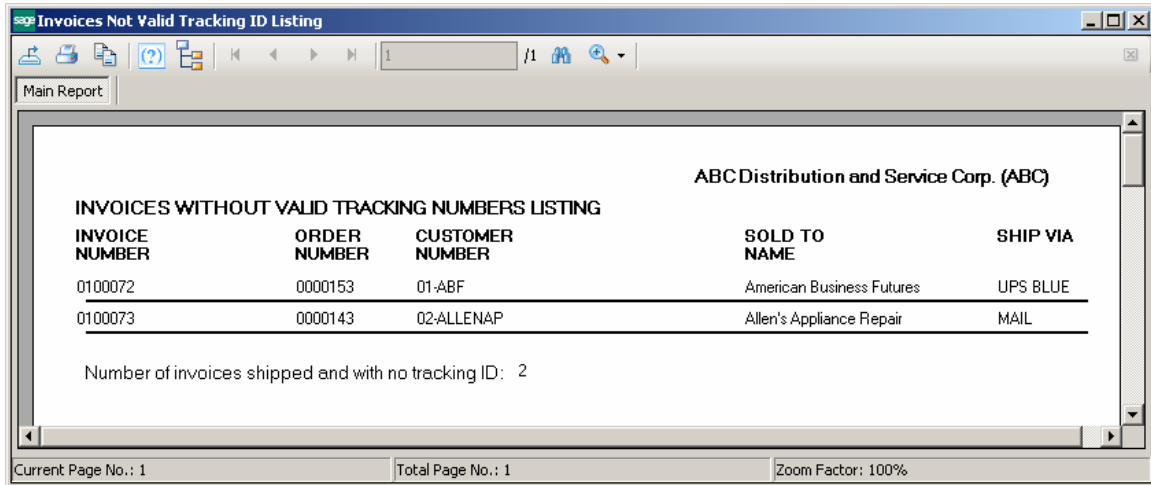 sage Invoices Not Valid Tracking ID Listing
1 /1
Main Report
ABC Distribution and Service Corp. (ABC)
INVOICES WITHOUT VALID TRACKING NUMBERS LISTING
INVOICE NUMBER ORDER NUMBER CUSTOMER NUMBER SOLD TO NAME SHIP VIA
0100072 0000153 01-ABF American Business Futures UPS BLUE
0100073 0000143 02-ALLENAP Allen's Appliance Repair MAIL
Number of invoices shipped and with no tracking ID: 2
Current Page No.: 1 Total Page No.: 1 Zoom Factor: 100%